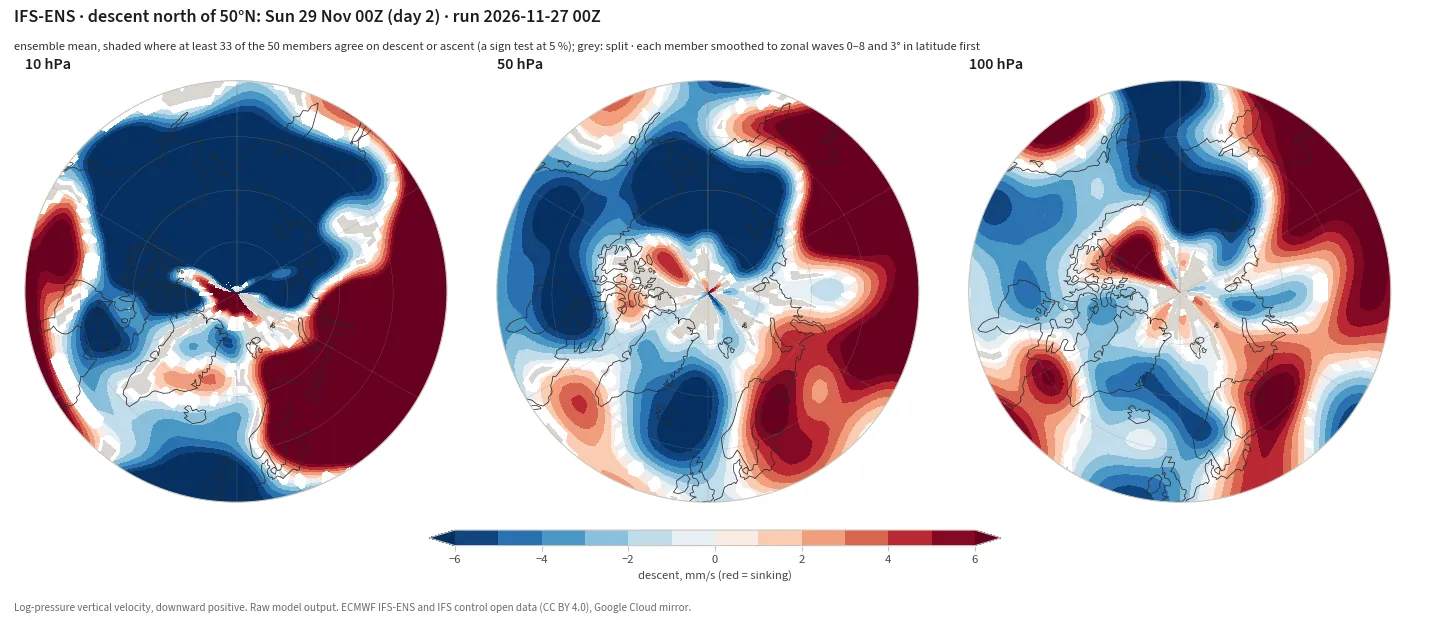 IFS-ENS · descent north of 50°N: Sun 29 Nov 00Z (day 2) · run 2026-11-27 00Z
ensemble mean, shaded where at least 33 of the 50 members agree on descent or ascent (a sign test at 5 %); grey: split · each member smoothed to zonal waves 0–8 and 3° in latitude first
10 hPa
50 hPa
100 hPa
−6 −4 −2 0 2 4 6
descent, mm/s (red = sinking)
Log-pressure vertical velocity, downward positive. Raw model output. ECMWF IFS-ENS and IFS control open data (CC BY 4.0), Google Cloud mirror.